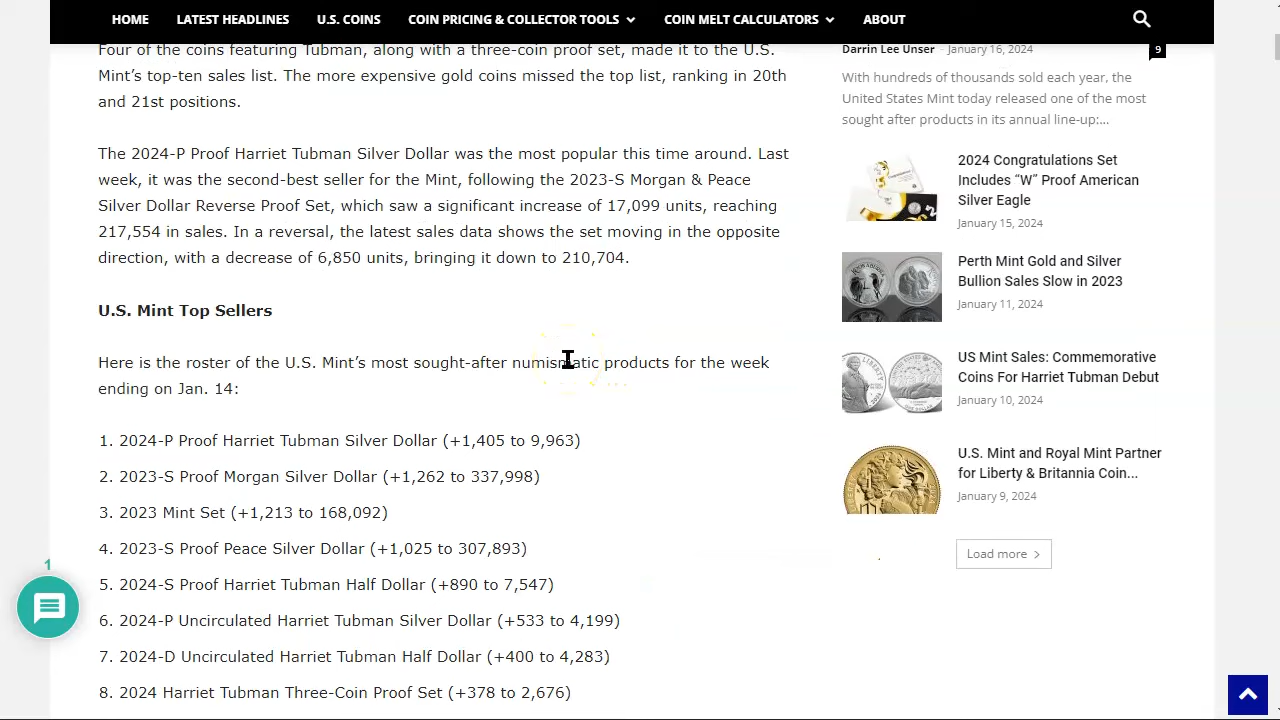 HOME LATEST HEADLINES U.S. COINS COIN PRICING & COLLECTOR TOOLS COIN MELT CALCULATORS ABOUT
Four of the coins featuring Tubman, along with a three-coin proof set, made it to the U.S.
Mint’s top-ten sales list. The more expensive gold coins missed the top list, ranking in 20th
and 21st positions.
The 2024-P Proof Harriet Tubman Silver Dollar was the most popular this time around. Last
week, it was the second-best seller for the Mint, following the 2023-S Morgan & Peace
Silver Dollar Reverse Proof Set, which saw a significant increase of 17,099 units, reaching
217,554 in sales. In a reversal, the latest sales data shows the set moving in the opposite
direction, with a decrease of 6,850 units, bringing it down to 210,704.
U.S. Mint Top Sellers
Here is the roster of the U.S. Mint’s most sought-after numismatic products for the week
ending on Jan. 14:
1. 2024-P Proof Harriet Tubman Silver Dollar (+1,405 to 9,963)
2. 2023-S Proof Morgan Silver Dollar (+1,262 to 337,998)
3. 2023 Mint Set (+1,213 to 168,092)
4. 2023-S Proof Peace Silver Dollar (+1,025 to 307,893)
5. 2024-S Proof Harriet Tubman Half Dollar (+890 to 7,547)
6. 2024-P Uncirculated Harriet Tubman Silver Dollar (+533 to 4,199)
7. 2024-D Uncirculated Harriet Tubman Half Dollar (+400 to 4,283)
8. 2024 Harriet Tubman Three-Coin Proof Set (+378 to 2,676)
1
Darrin Lee Unser - January 16, 2024 9
With hundreds of thousands sold each year, the
United States Mint today released one of the most
sought after products in its annual line-up:...
2024 Congratulations Set
Includes “W” Proof American
Silver Eagle
January 15, 2024
Perth Mint Gold and Silver
Bullion Sales Slow in 2023
January 11, 2024
US Mint Sales: Commemorative
Coins For Harriet Tubman Debut
January 10, 2024
U.S. Mint and Royal Mint Partner
for Liberty & Britannia Coin...
January 9, 2024
Load more